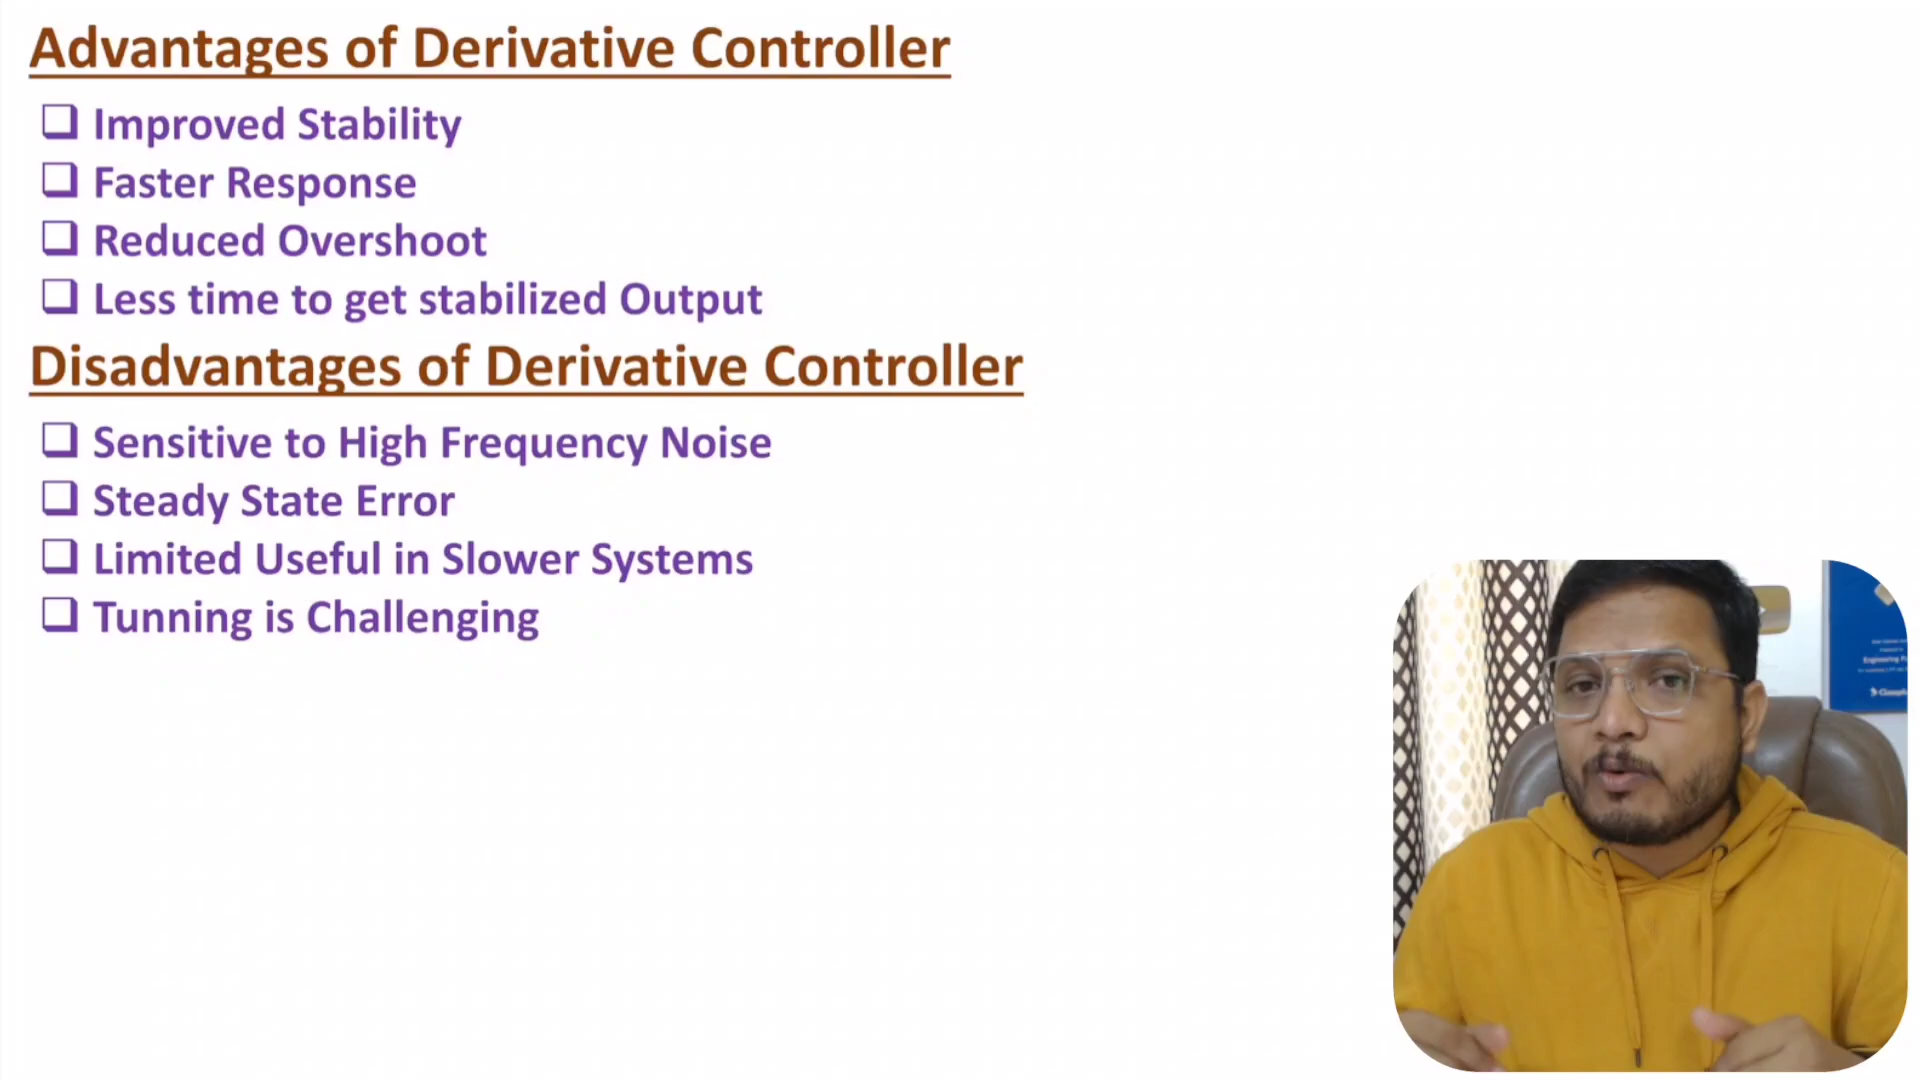 Advantages of Derivative Controller
❑ Improved Stability
❑ Faster Response
❑ Reduced Overshoot
❑ Less time to get stabilized Output
Disadvantages of Derivative Controller
❑ Sensitive to High Frequency Noise
❑ Steady State Error
❑ Limited Useful in Slower Systems
❑ Tunning is Challenging
Engineering